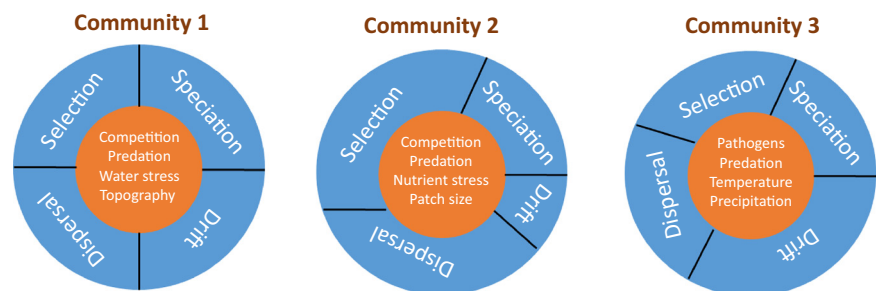 Community 1
Selection
Speciation
Competition
Predation
Water stress
Topography
Dispersal
Drift
Community 2
Selection
Speciation
Competition
Predation
Nutrient stress
Patch size
Drift
Dispersal
Community 3
Selection
Speciation
Pathogens
Predation
Temperature
Precipitation
Dispersal
Drift